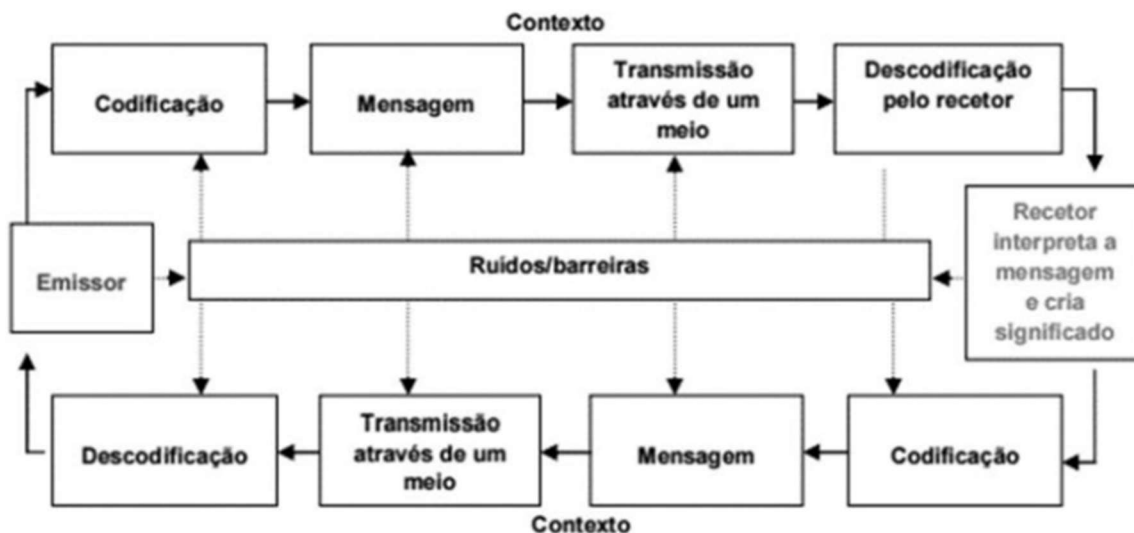 Contexto
Codificação
Mensagem
Transmissão
através de um
meio
Descodificação
pelo recetor
Emissor
Ruídos/barreiras
Recetor
interpreta a
mensagem
e cria
significado
Descodificação
Transmissão
através de um
meio
Mensagem
Codificação
Contexto